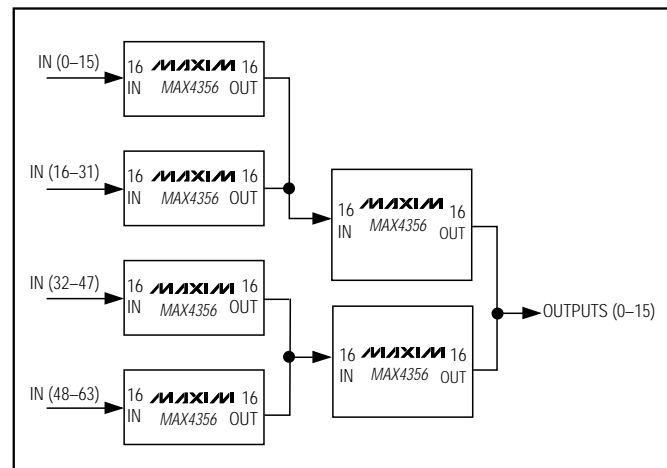 IN (0–15)
16 MAXIM 16
IN MAX4356 OUT
IN (16–31)
16 MAXIM 16
IN MAX4356 OUT
16 MAXIM 16
IN MAX4356 OUT
IN (32–47)
16 MAXIM 16
IN MAX4356 OUT
OUTPUTS (0–15)
16 MAXIM 16
IN MAX4356 OUT
IN (48–63)
16 MAXIM 16
IN MAX4356 OUT